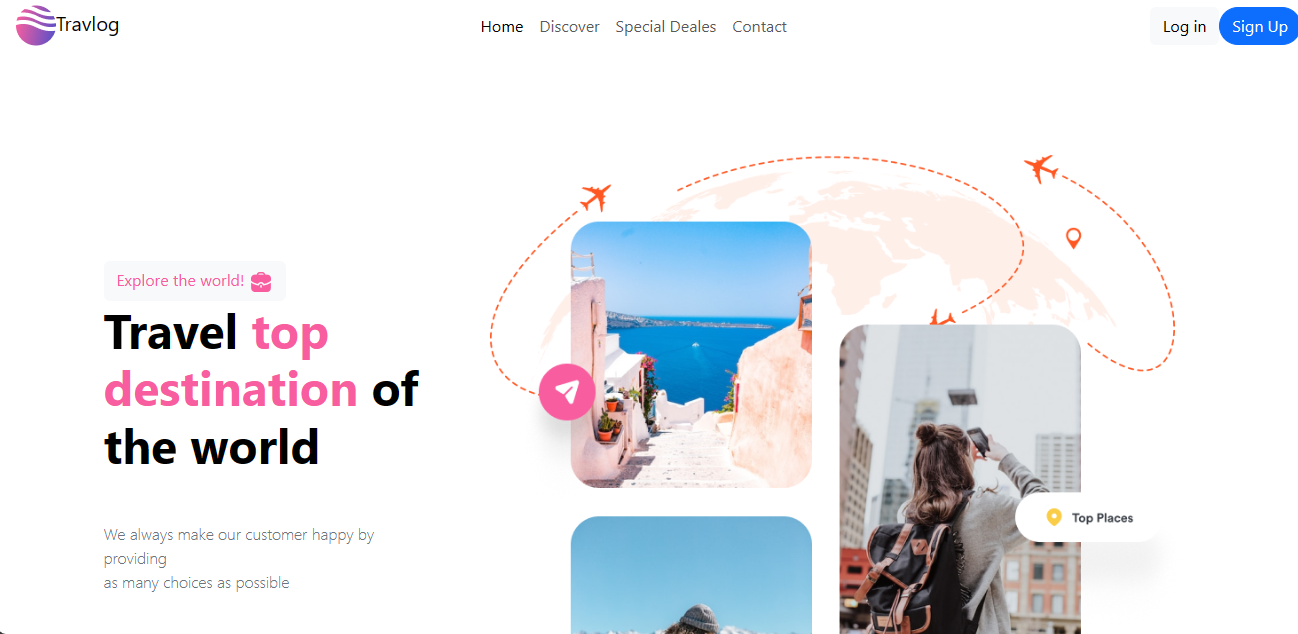 Travlog
Home Discover Special Deales Contact
Log in Sign Up
Explore the world!
Travel top
destination of
the world
We always make our customer happy by
providing
as many choices as possible
Top Places